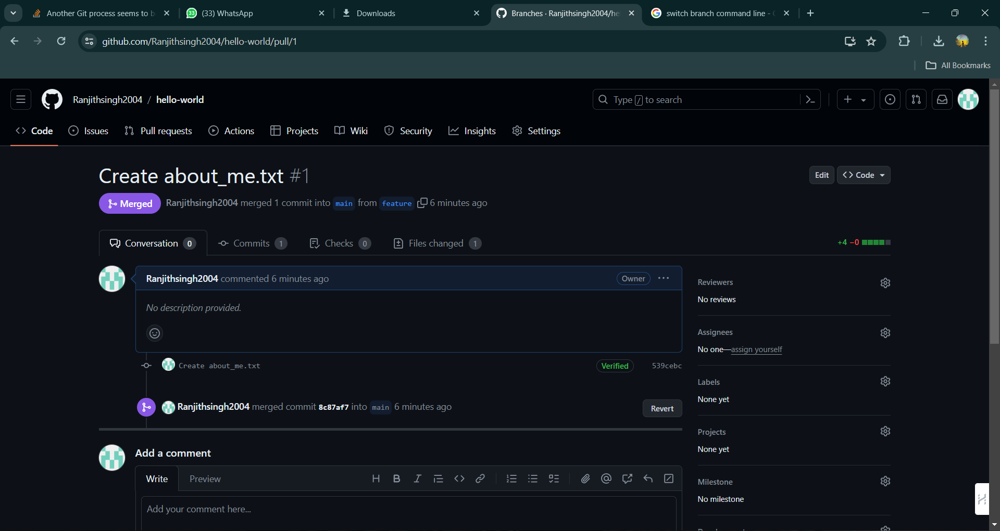 Another Git process seems to b
(33) WhatsApp
Downloads
Branches · Ranjithsingh2004/he
switch branch command line -
github.com/Ranjithsingh2004/hello-world/pull/1
All Bookmarks
Ranjithsingh2004 / hello-world
Type / to search
Code
Issues
Pull requests
Actions
Projects
Wiki
Security
Insights
Settings
Create about_me.txt #1
Edit
Code
Merged
Ranjithsingh2004 merged 1 commit into main from feature 6 minutes ago
Conversation 0
Commits 1
Checks 0
Files changed 1
+4 −0
Ranjithsingh2004 commented 6 minutes ago
Owner
No description provided.
Create about_me.txt
Verified
539cebc
Ranjithsingh2004 merged commit 8c87af7 into main 6 minutes ago
Revert
Add a comment
Write
Preview
Add your comment here...
Reviewers
No reviews
Assignees
No one—assign yourself
Labels
None yet
Projects
None yet
Milestone
No milestone